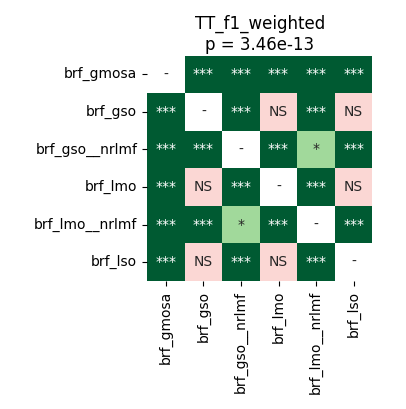 TT_f1_weighted
p = 3.46e-13
brf_gmosa - *** *** *** *** ***
brf_gso *** - *** NS *** NS
brf_gso__nrlmf *** *** - *** * ***
brf_lmo *** NS *** - *** NS
brf_lmo__nrlmf *** *** * *** - ***
brf_lso *** NS *** NS *** -
brf_gmosa
brf_gso
brf_gso__nrlmf
brf_lmo
brf_lmo__nrlmf
brf_lso